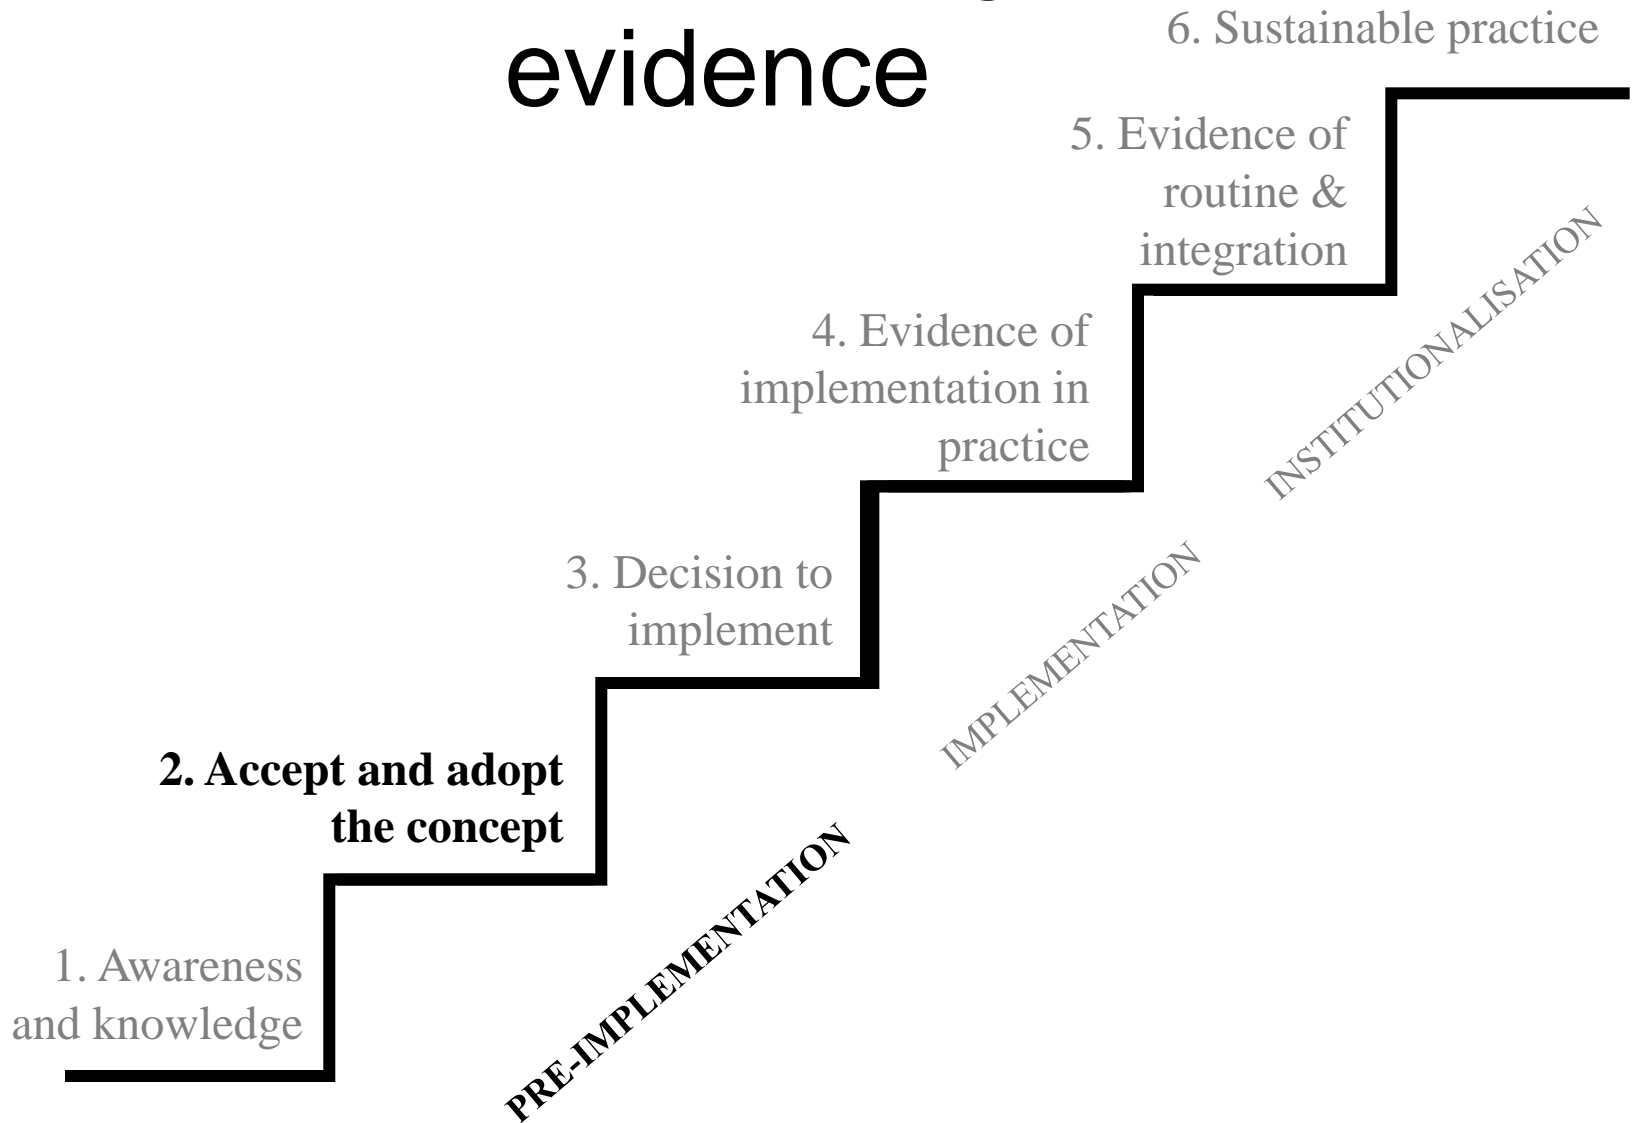 evidence
6. Sustainable practice
5. Evidence of
routine &
integration
INSTITUTIONALISATION
4. Evidence of
implementation in
practice
IMPLEMENTATION
3. Decision to
implement
2. Accept and adopt
the concept
PRE-IMPLEMENTATION
1. Awareness
and knowledge